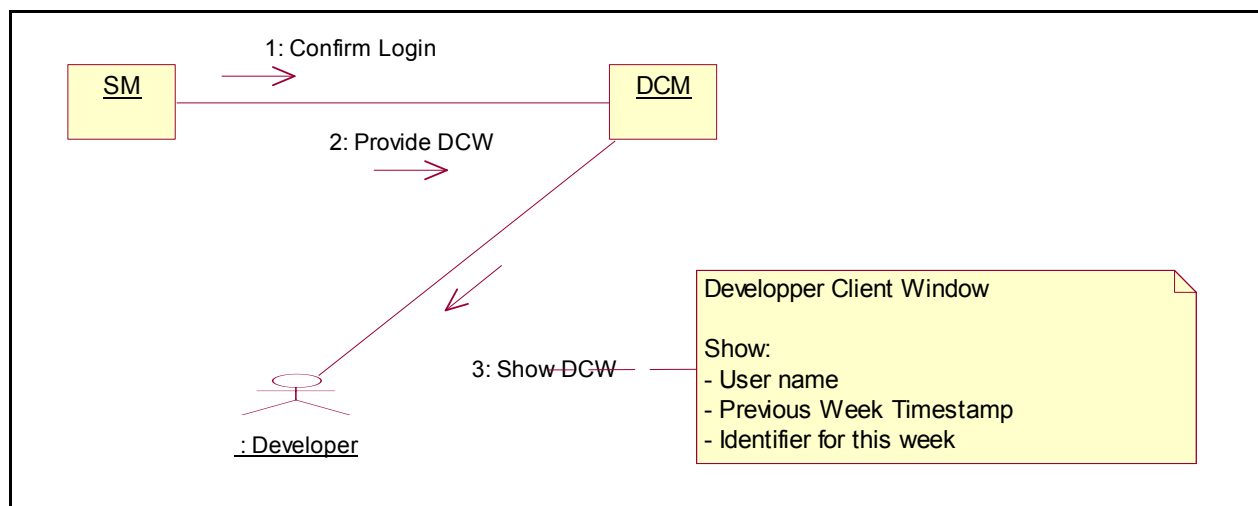 1: Confirm Login
SM
DCM
2: Provide DCW
Developper Client Window
Show:
- User name
- Previous Week Timestamp
- Identifier for this week
3: Show DCW
: Developer